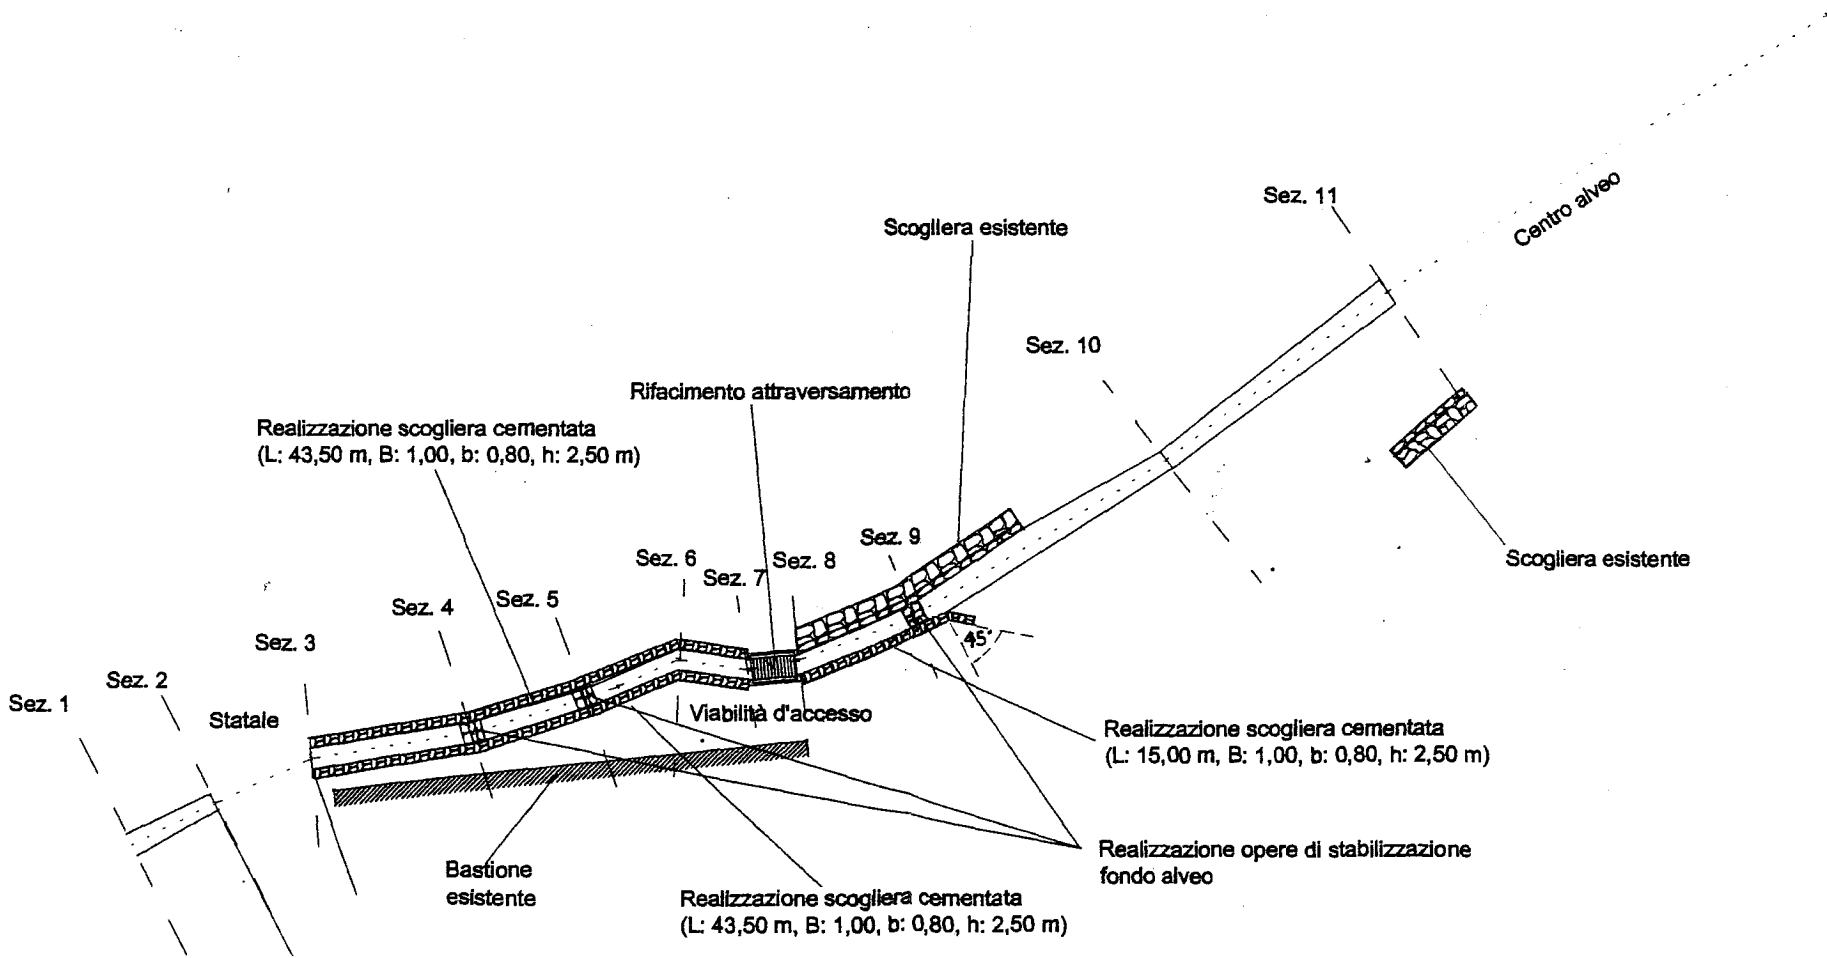 Sez. 11
Centro alveo
Scogliera esistente
Sez. 10
Rifacimento attraversamento
Realizzazione scogliera cementata
(L: 43,50 m, B: 1,00, b: 0,80, h: 2,50 m)
Sez. 9
Sez. 8
Sez. 6
Sez. 7
Scogliera esistente
Sez. 5
Sez. 4
Sez. 3
45°
Sez. 2
Sez. 1
Statale
Viabilità d'accesso
Realizzazione scogliera cementata
(L: 15,00 m, B: 1,00, b: 0,80, h: 2,50 m)
Realizzazione opere di stabilizzazione
fondo alveo
Bastione
esistente
Realizzazione scogliera cementata
(L: 43,50 m, B: 1,00, b: 0,80, h: 2,50 m)